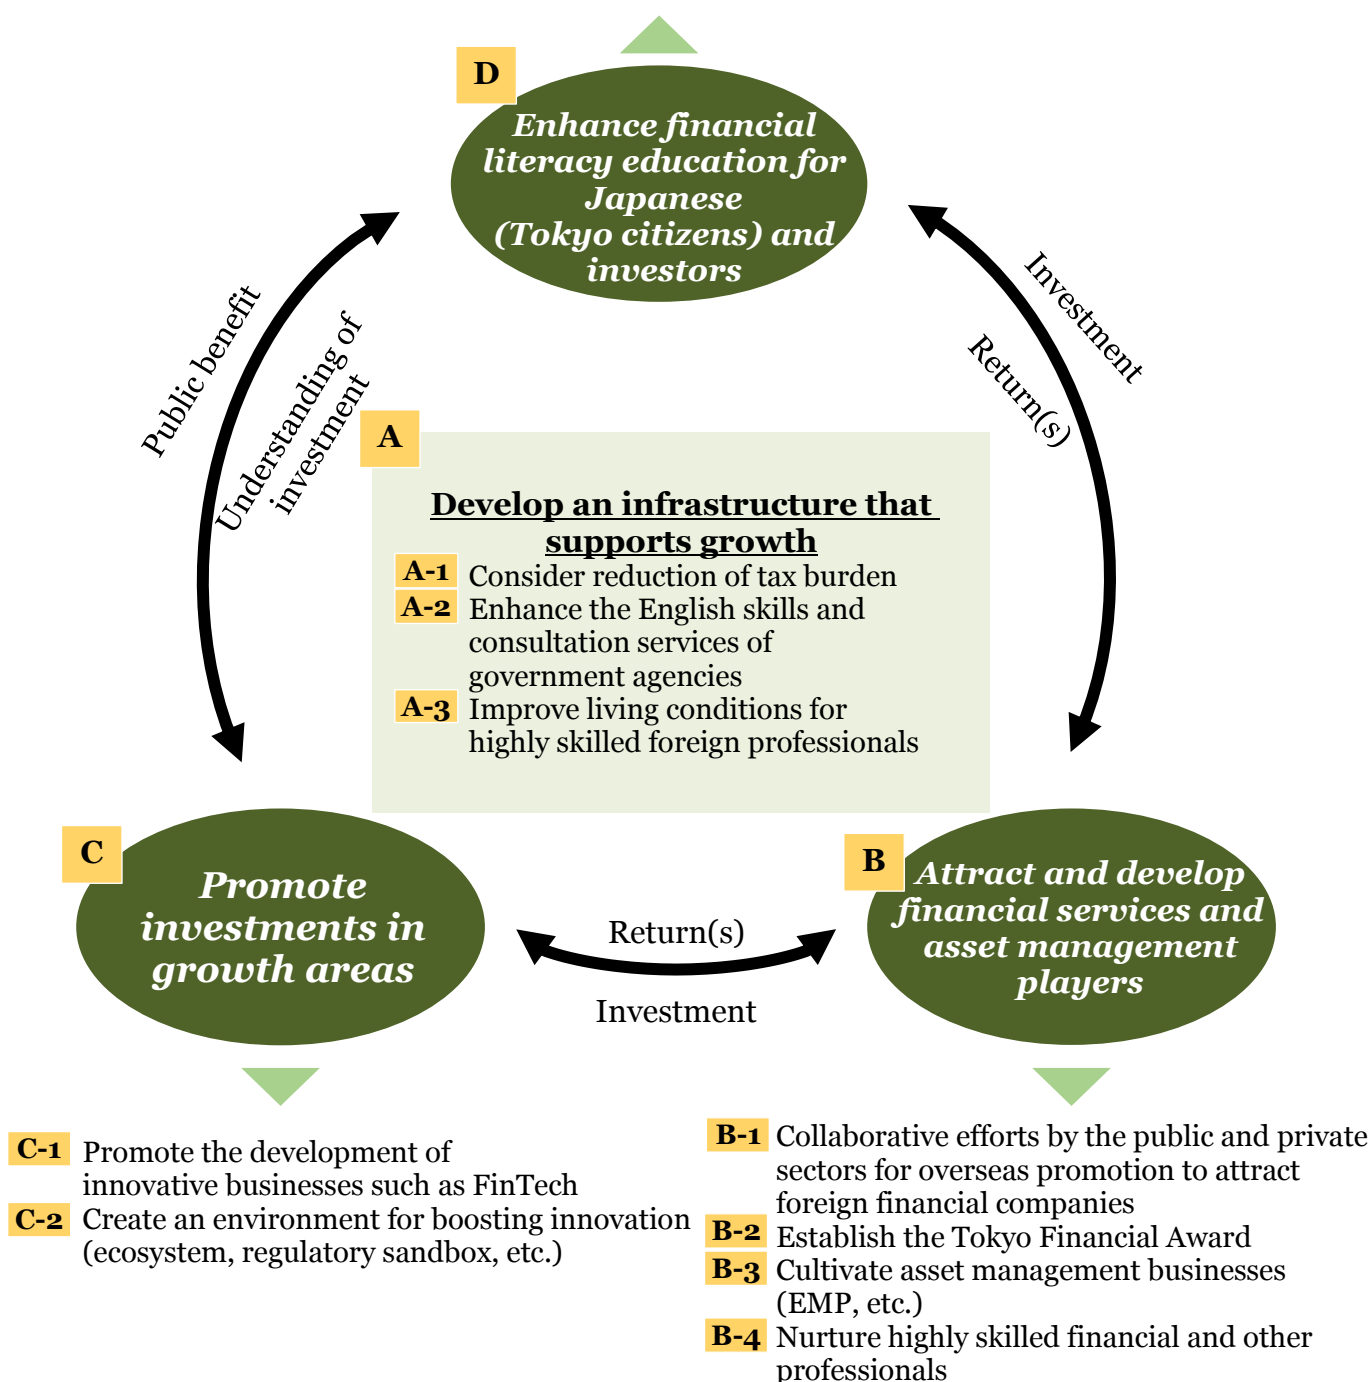 D
Enhance financial
literacy education for
Japanese
(Tokyo citizens) and
investors
Public benefit
Understanding of
investment
Investment
Return(s)
A
Develop an infrastructure that
supports growth
A-1 Consider reduction of tax burden
A-2 Enhance the English skills and
consultation services of
government agencies
A-3 Improve living conditions for
highly skilled foreign professionals
C
Promote
investments in
growth areas
Return(s)
Investment
B
Attract and develop
financial services and
asset management
players
C-1 Promote the development of
innovative businesses such as FinTech
C-2 Create an environment for boosting innovation
(ecosystem, regulatory sandbox, etc.)
B-1 Collaborative efforts by the public and private
sectors for overseas promotion to attract
foreign financial companies
B-2 Establish the Tokyo Financial Award
B-3 Cultivate asset management businesses
(EMP, etc.)
B-4 Nurture highly skilled financial and other
professionals